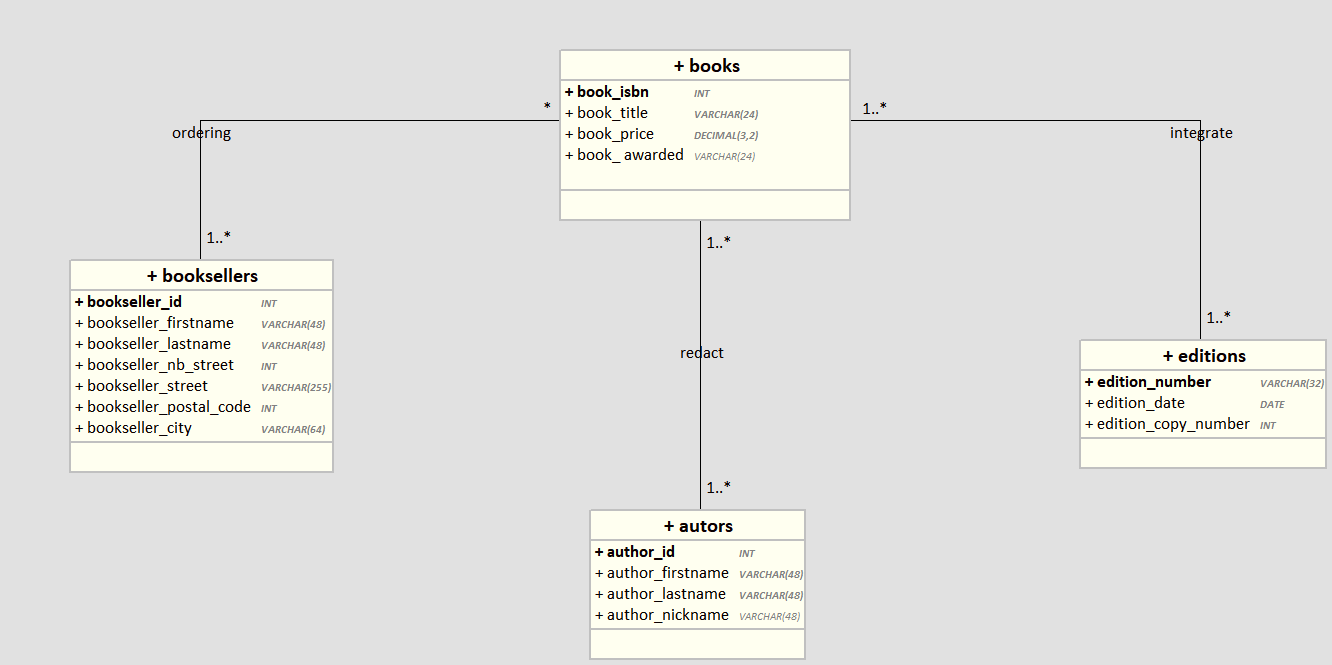 + books
+ book_isbn INT
+ book_title VARCHAR(24)
+ book_price DECIMAL(3,2)
+ book_ awarded VARCHAR(24)
*
1..*
ordering
integrate
1..*
1..*
+ booksellers
+ bookseller_id INT
+ bookseller_firstname VARCHAR(48)
+ bookseller_lastname VARCHAR(48)
+ bookseller_nb_street INT
+ bookseller_street VARCHAR(255)
+ bookseller_postal_code INT
+ bookseller_city VARCHAR(64)
1..*
+ editions
+ edition_number VARCHAR(32)
+ edition_date DATE
+ edition_copy_number INT
redact
1..*
+ autors
+ author_id INT
+ author_firstname VARCHAR(48)
+ author_lastname VARCHAR(48)
+ author_nickname VARCHAR(48)